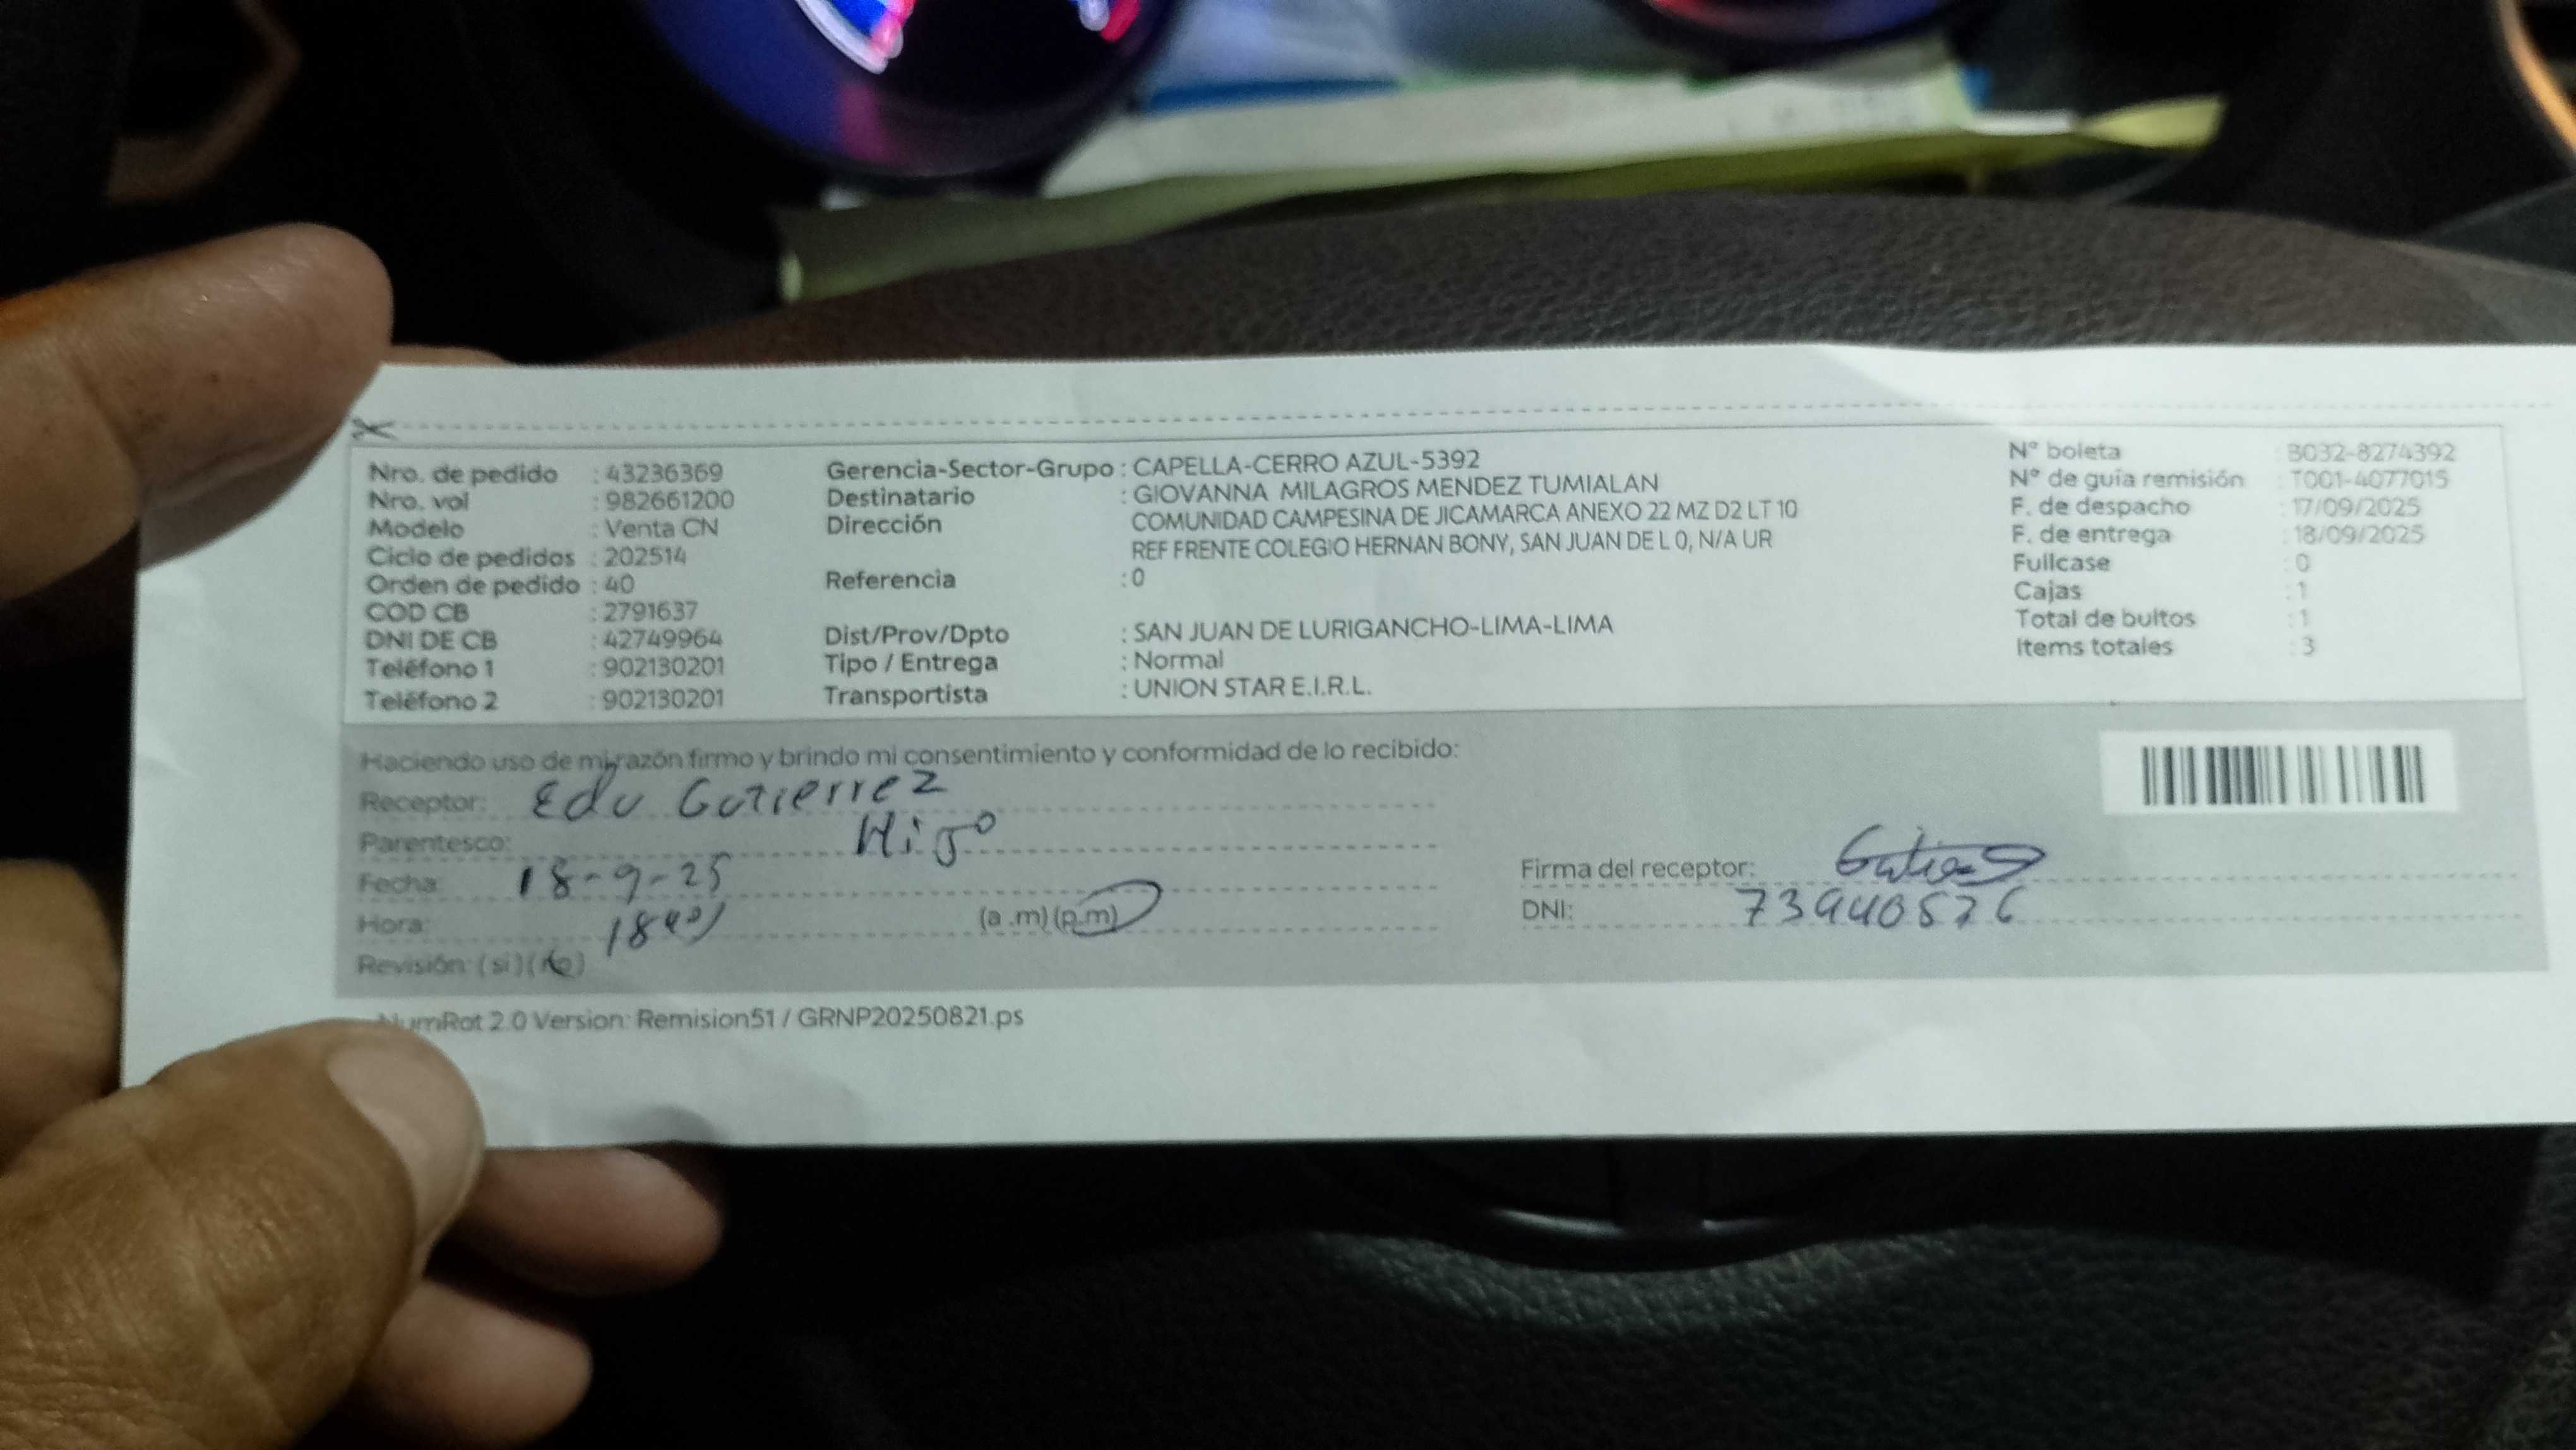 Nro. de pedido : 43236369
Nro. vol : 982661200
Modelo : Venta CN
Ciclo de pedidos : 202514
Orden de pedido : 40
COD CB : 2791637
DNI DE CB : 42749964
Teléfono 1 : 902130201
Teléfono 2 : 902130201
Gerencia-Sector-Grupo : CAPELLA-CERRO AZUL-5392
Destinatario : GIOVANNA MILAGROS MENDEZ TUMIALAN
Dirección COMUNIDAD CAMPESINA DE JICAMARCA ANEXO 22 MZ D2 LT 10
REF FRENTE COLEGIO HERNAN BONY, SAN JUAN DE L 0, N/A UR
Referencia : 0
Dist/Prov/Dpto : SAN JUAN DE LURIGANCHO-LIMA-LIMA
Tipo / Entrega : Normal
Transportista : UNION STAR E.I.R.L.
N° boleta : B032-8274392
N° de guía remisión : T001-4077015
F. de despacho : 17/09/2025
F. de entrega : 18/09/2025
Fullcase : 0
Cajas : 1
Total de bultos : 1
Items totales : 3
Haciendo uso de mi razón firmo y brindo mi consentimiento y conformidad de lo recibido:
Receptor: Edu Gutierrez
Parentesco: Hijo
Fecha: 18-9-25
Hora: (a.m) (p.m)
Revisión: (si) (no)
Firma del receptor:
DNI: 73940576
NumRot 2.0 Version: Remision51 / GRNP20250821.ps